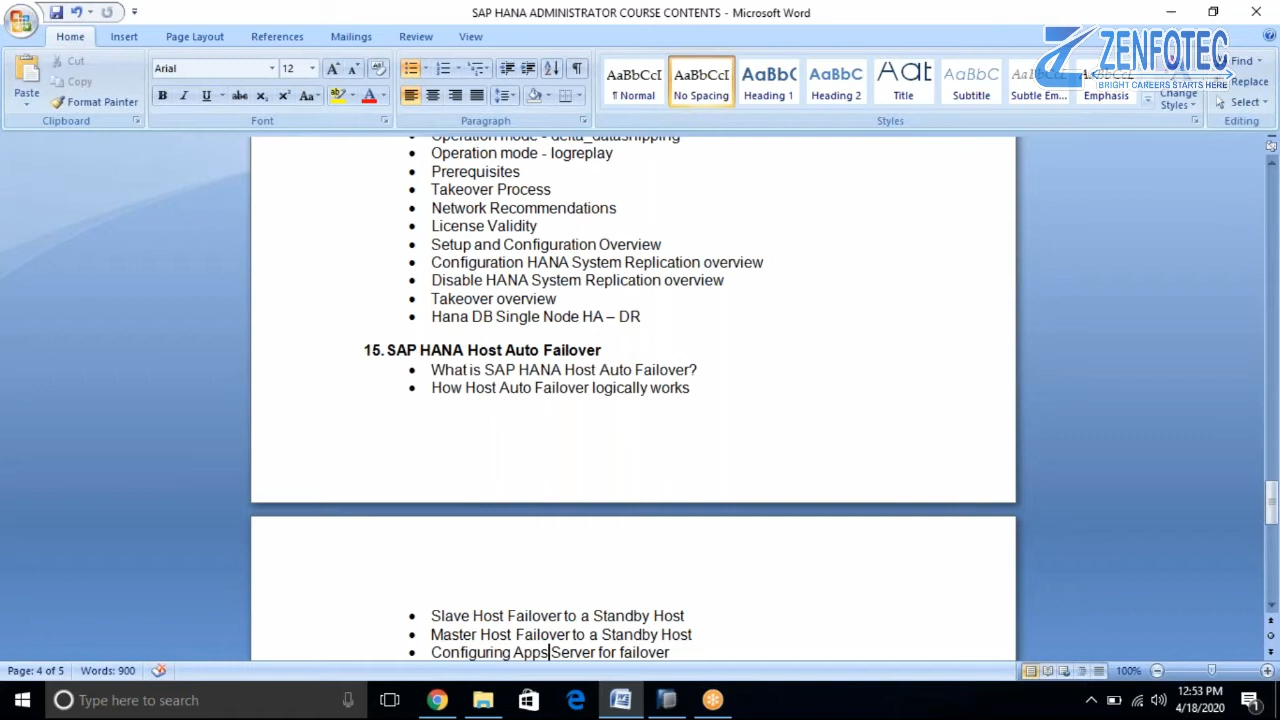 SAP HANA ADMINISTRATOR COURSE CONTENTS - Microsoft Word
ZENFOTEC
BRIGHT CAREERS STARTS HERE
Home Insert Page Layout References Mailings Review View
Paste
Cut
Copy
Format Painter
Clipboard
Arial 12
Font
Paragraph
AaBbCcI AaBbCcI AaBbC AaBbC Aat AaBbC AaBbCcL AaBbCcL
¶ Normal No Spacing Heading 1 Heading 2 Title Subtitle Subtle Em... Emphasis
Change Styles
Styles
Find
Replace
Select
Editing
Operation mode - delta_datashipping
• Operation mode - logreplay
• Prerequisites
• Takeover Process
• Network Recommendations
• License Validity
• Setup and Configuration Overview
• Configuration HANA System Replication overview
• Disable HANA System Replication overview
• Takeover overview
• Hana DB Single Node HA – DR
15. SAP HANA Host Auto Failover
• What is SAP HANA Host Auto Failover?
• How Host Auto Failover logically works
• Slave Host Failover to a Standby Host
• Master Host Failover to a Standby Host
• Configuring Apps Server for failover
Page: 4 of 5 Words: 900 100%
Type here to search
12:53 PM
4/18/2020